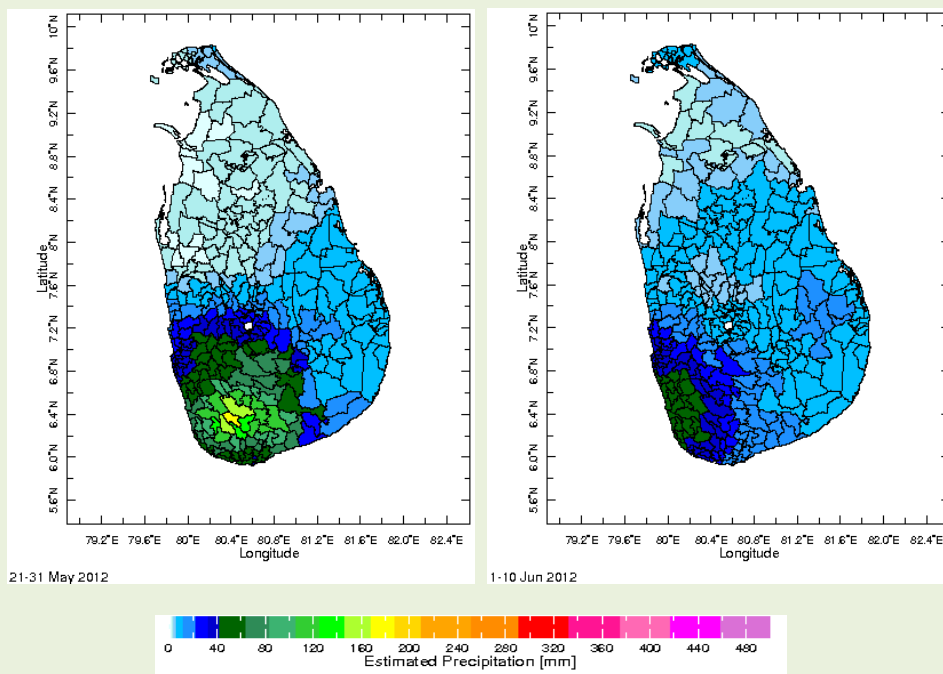 10°N
9.6°N
9.2°N
8.8°N
8.4°N
8°N
7.6°N
7.2°N
6.8°N
6.4°N
6.0°N
5.6°N
Latitude
79.2°E 79.6°E 80°E 80.4°E 80.8°E 81.2°E 81.6°E 82.0°E 82.4°E
Longitude
21-31 May 2012
10°N
9.6°N
9.2°N
8.8°N
8.4°N
8°N
7.6°N
7.2°N
6.8°N
6.4°N
6.0°N
5.6°N
Latitude
79.2°E 79.6°E 80°E 80.4°E 80.8°E 81.2°E 81.6°E 82.0°E 82.4°E
Longitude
1-10 Jun 2012
0 40 80 120 160 200 240 280 320 360 400 440 480
Estimated Precipitation [mm]